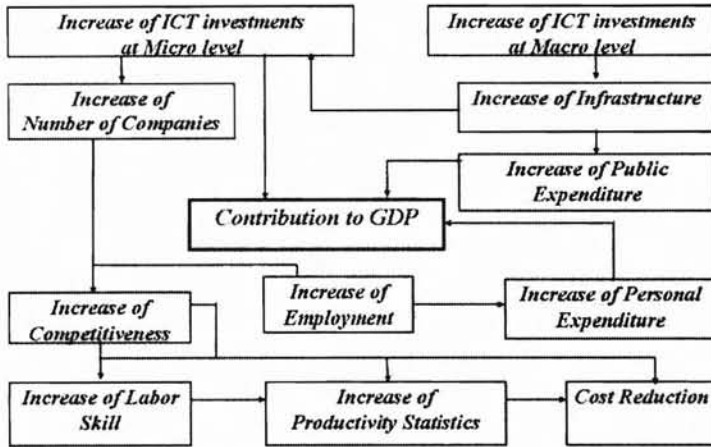 Increase of ICT investments
at Micro level
Increase of ICT investments
at Macro level
Increase of
Number of Companies
Increase of Infrastructure
Increase of Public
Expenditure
Contribution to GDP
Increase of
Competitiveness
Increase of
Employment
Increase of Personal
Expenditure
Increase of Labor
Skill
Increase of
Productivity Statistics
Cost Reduction